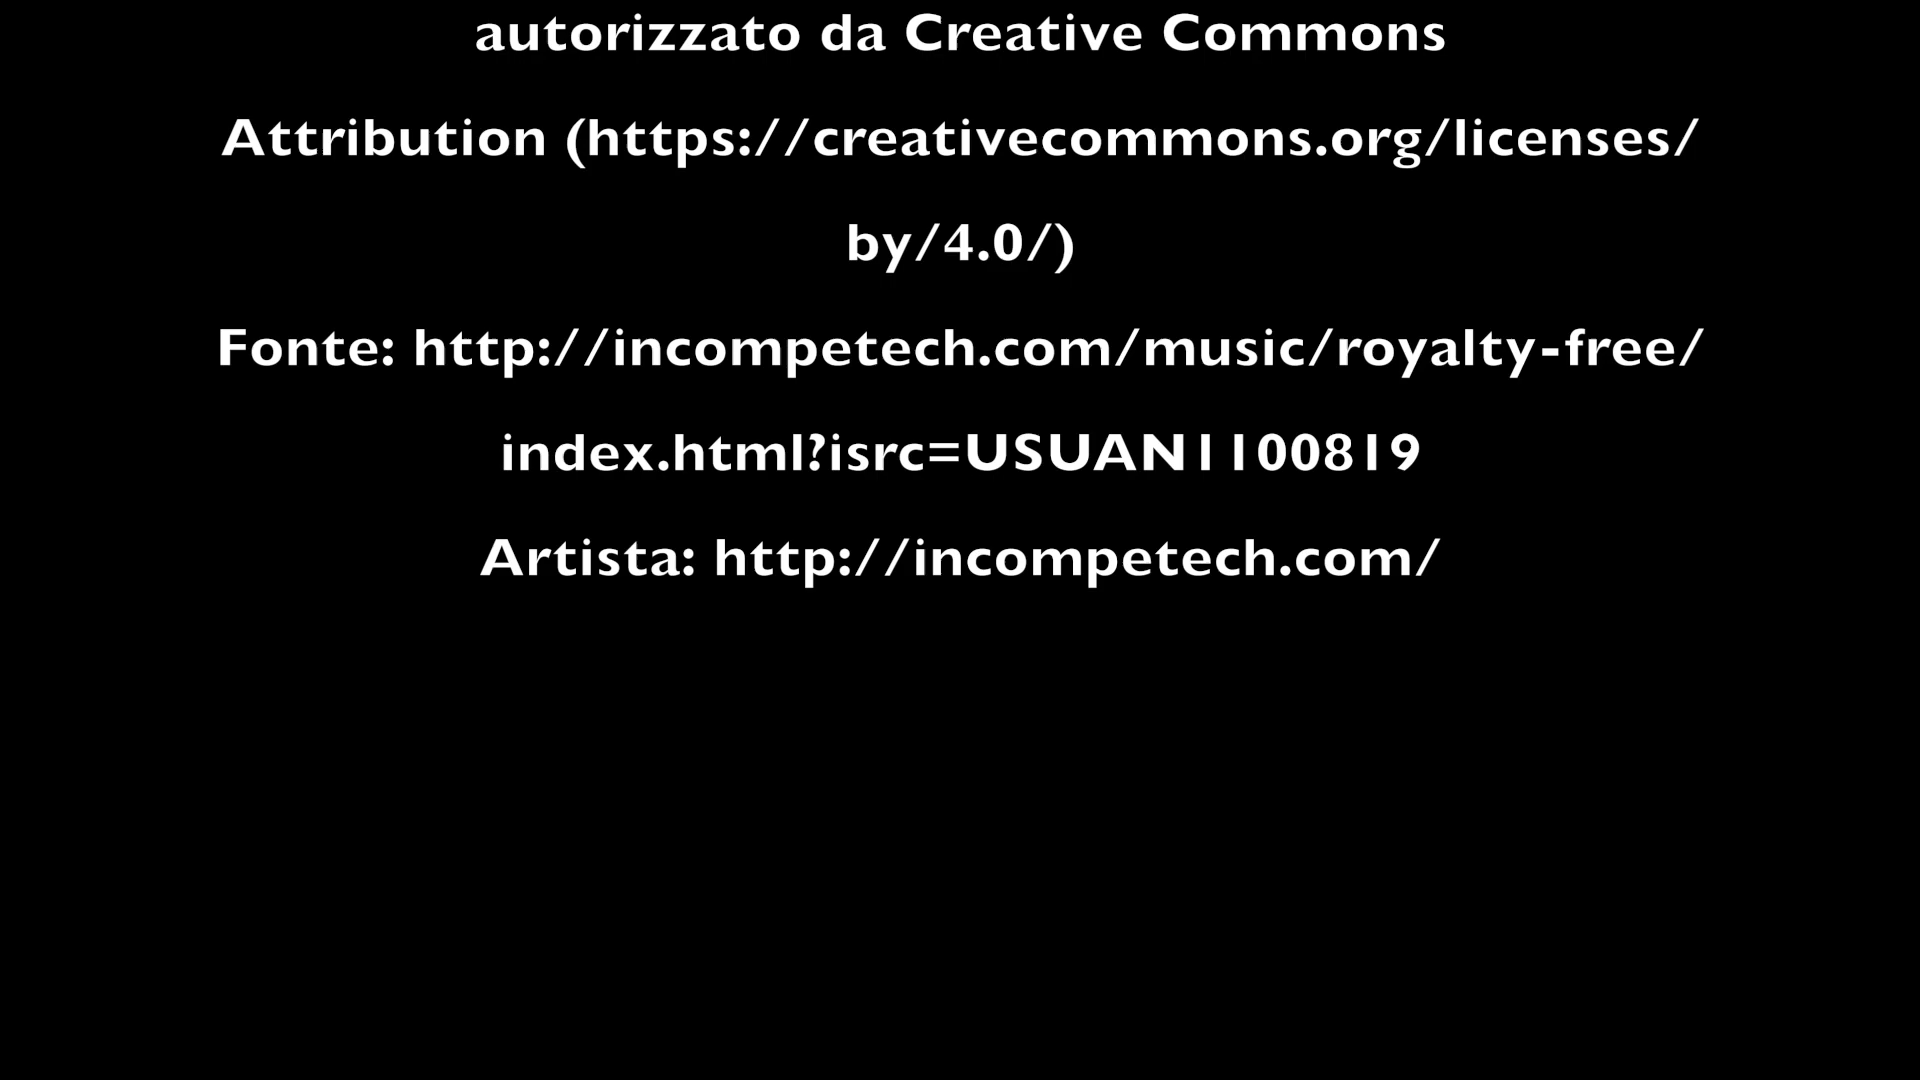 autorizzato da Creative Commons
Attribution (https://creativecommons.org/licenses/
by/4.0/)
Fonte: http://incompetech.com/music/royalty-free/
index.html?isrc=USUAN1100819
Artista: http://incompetech.com/